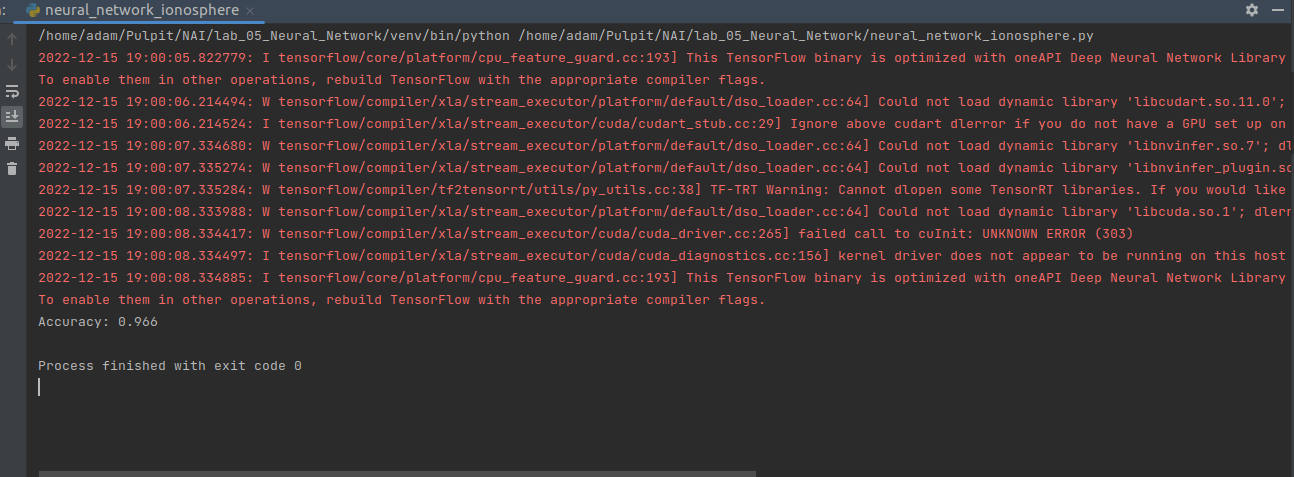 neural_network_ionosphere
/home/adam/Pulpit/NAI/lab_05_Neural_Network/venv/bin/python /home/adam/Pulpit/NAI/lab_05_Neural_Network/neural_network_ionosphere.py
2022-12-15 19:00:05.822779: I tensorflow/core/platform/cpu_feature_guard.cc:193] This TensorFlow binary is optimized with oneAPI Deep Neural Network Library
To enable them in other operations, rebuild TensorFlow with the appropriate compiler flags.
2022-12-15 19:00:06.214494: W tensorflow/compiler/xla/stream_executor/platform/default/dso_loader.cc:64] Could not load dynamic library 'libcudart.so.11.0';
2022-12-15 19:00:06.214524: I tensorflow/compiler/xla/stream_executor/cuda/cudart_stub.cc:29] Ignore above cudart dlerror if you do not have a GPU set up on
2022-12-15 19:00:07.334680: W tensorflow/compiler/xla/stream_executor/platform/default/dso_loader.cc:64] Could not load dynamic library 'libnvinfer.so.7'; dl
2022-12-15 19:00:07.335274: W tensorflow/compiler/xla/stream_executor/platform/default/dso_loader.cc:64] Could not load dynamic library 'libnvinfer_plugin.so
2022-12-15 19:00:07.335284: W tensorflow/compiler/tf2tensorrt/utils/py_utils.cc:38] TF-TRT Warning: Cannot dlopen some TensorRT libraries. If you would like
2022-12-15 19:00:08.333988: W tensorflow/compiler/xla/stream_executor/platform/default/dso_loader.cc:64] Could not load dynamic library 'libcuda.so.1'; dlerr
2022-12-15 19:00:08.334417: W tensorflow/compiler/xla/stream_executor/cuda/cuda_driver.cc:265] failed call to cuInit: UNKNOWN ERROR (303)
2022-12-15 19:00:08.334497: I tensorflow/compiler/xla/stream_executor/cuda/cuda_diagnostics.cc:156] kernel driver does not appear to be running on this host
2022-12-15 19:00:08.334885: I tensorflow/core/platform/cpu_feature_guard.cc:193] This TensorFlow binary is optimized with oneAPI Deep Neural Network Library
To enable them in other operations, rebuild TensorFlow with the appropriate compiler flags.
Accuracy: 0.966
Process finished with exit code 0